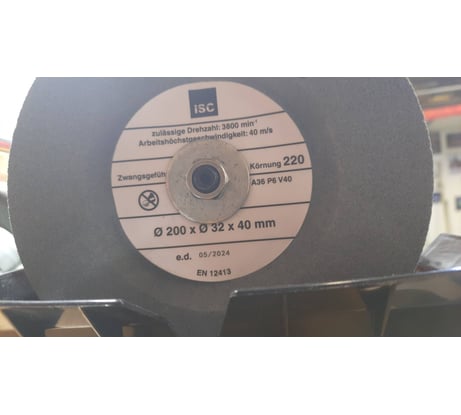 iSC
zulässige Drehzahl: 3800 min⁻¹
Arbeitshöchstgeschwindigkeit: 40 m/s
Körnung 220
Zwangsgefüh
A36 P6 V40
Ø 200 x Ø 32 x 40 mm
e.d. 05/2024
EN 12413